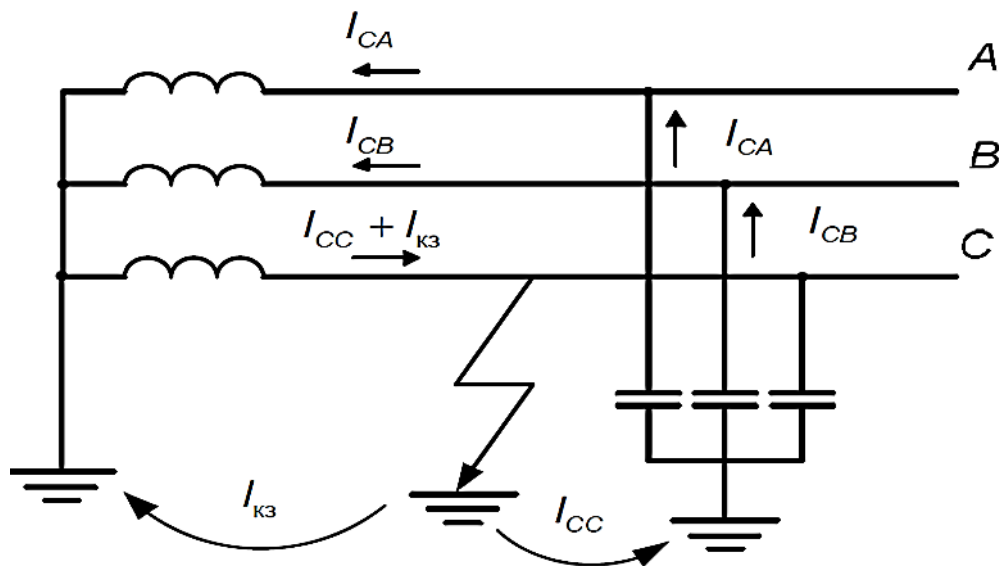 I_CA
A
I_CB
I_CA
B
I_CC + I_кз
I_CB
C
I_кз
I_CC